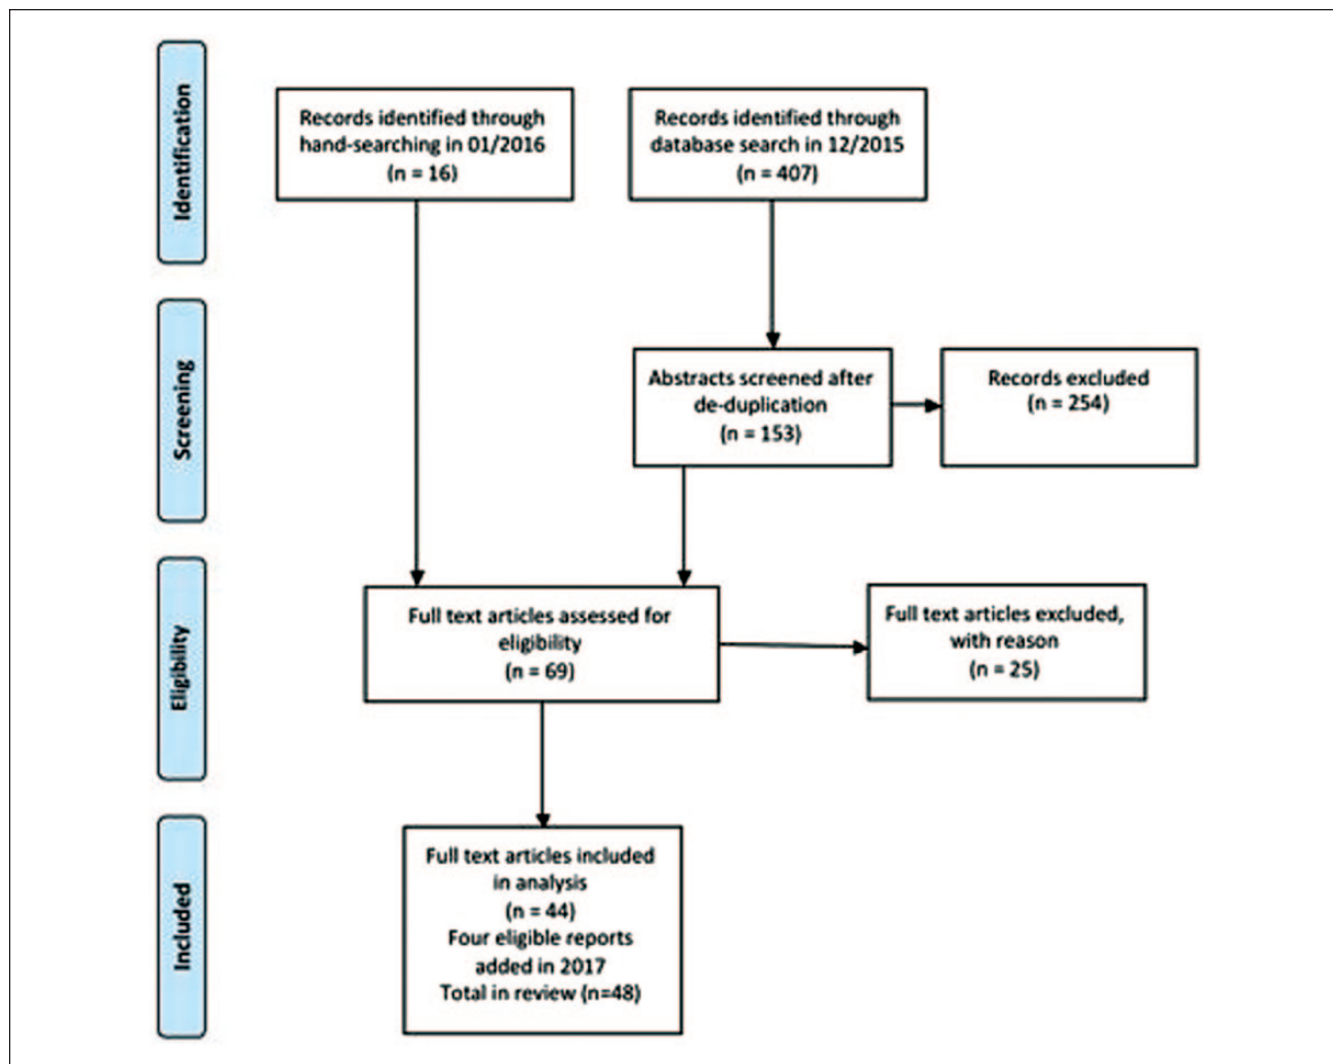 Identification
Records identified through
hand-searching in 01/2016
(n = 16)
Records identified through
database search in 12/2015
(n = 407)
Screening
Abstracts screened after
de-duplication
(n = 153)
Records excluded
(n = 254)
Eligibility
Full text articles assessed for
eligibility
(n = 69)
Full text articles excluded,
with reason
(n = 25)
Included
Full text articles included
in analysis
(n = 44)
Four eligible reports
added in 2017
Total in review (n=48)